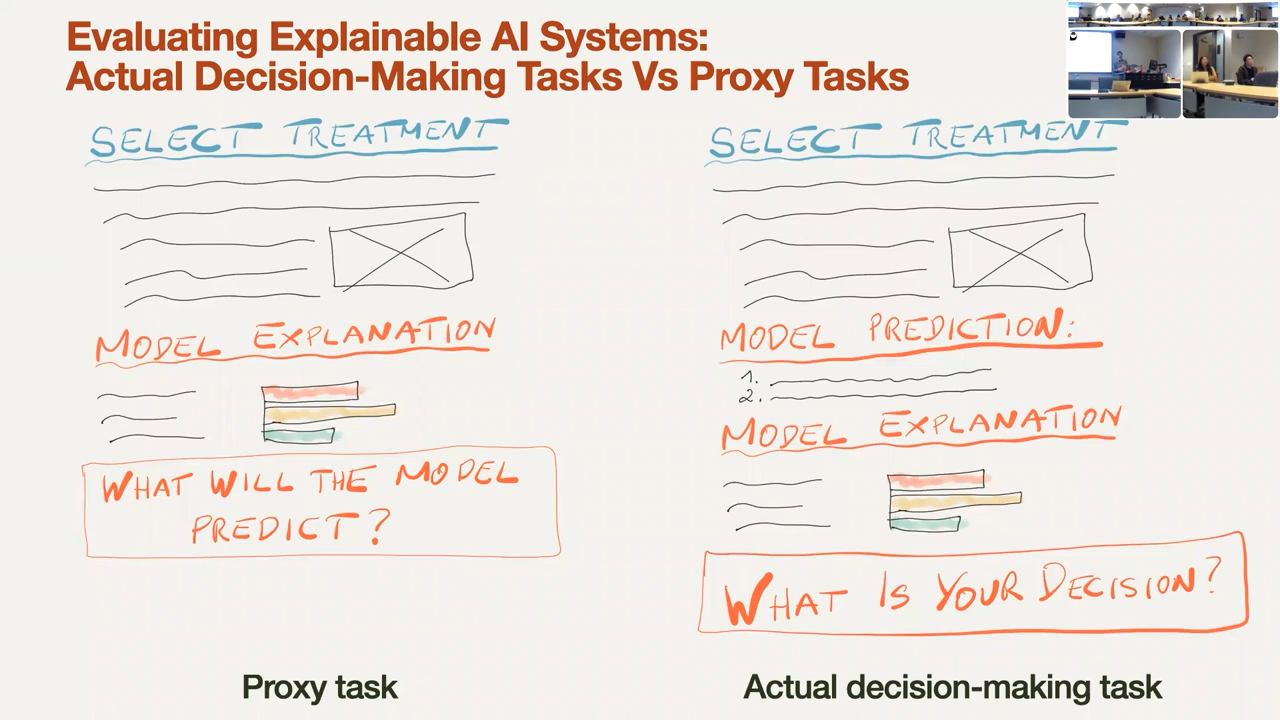 Evaluating Explainable AI Systems:
Actual Decision-Making Tasks Vs Proxy Tasks
SELECT TREATMENT
MODEL EXPLANATION
WHAT WILL THE MODEL
PREDICT?
Proxy task
SELECT TREATMENT
MODEL PREDICTION:
1.
2.
MODEL EXPLANATION
WHAT IS YOUR DECISION?
Actual decision-making task